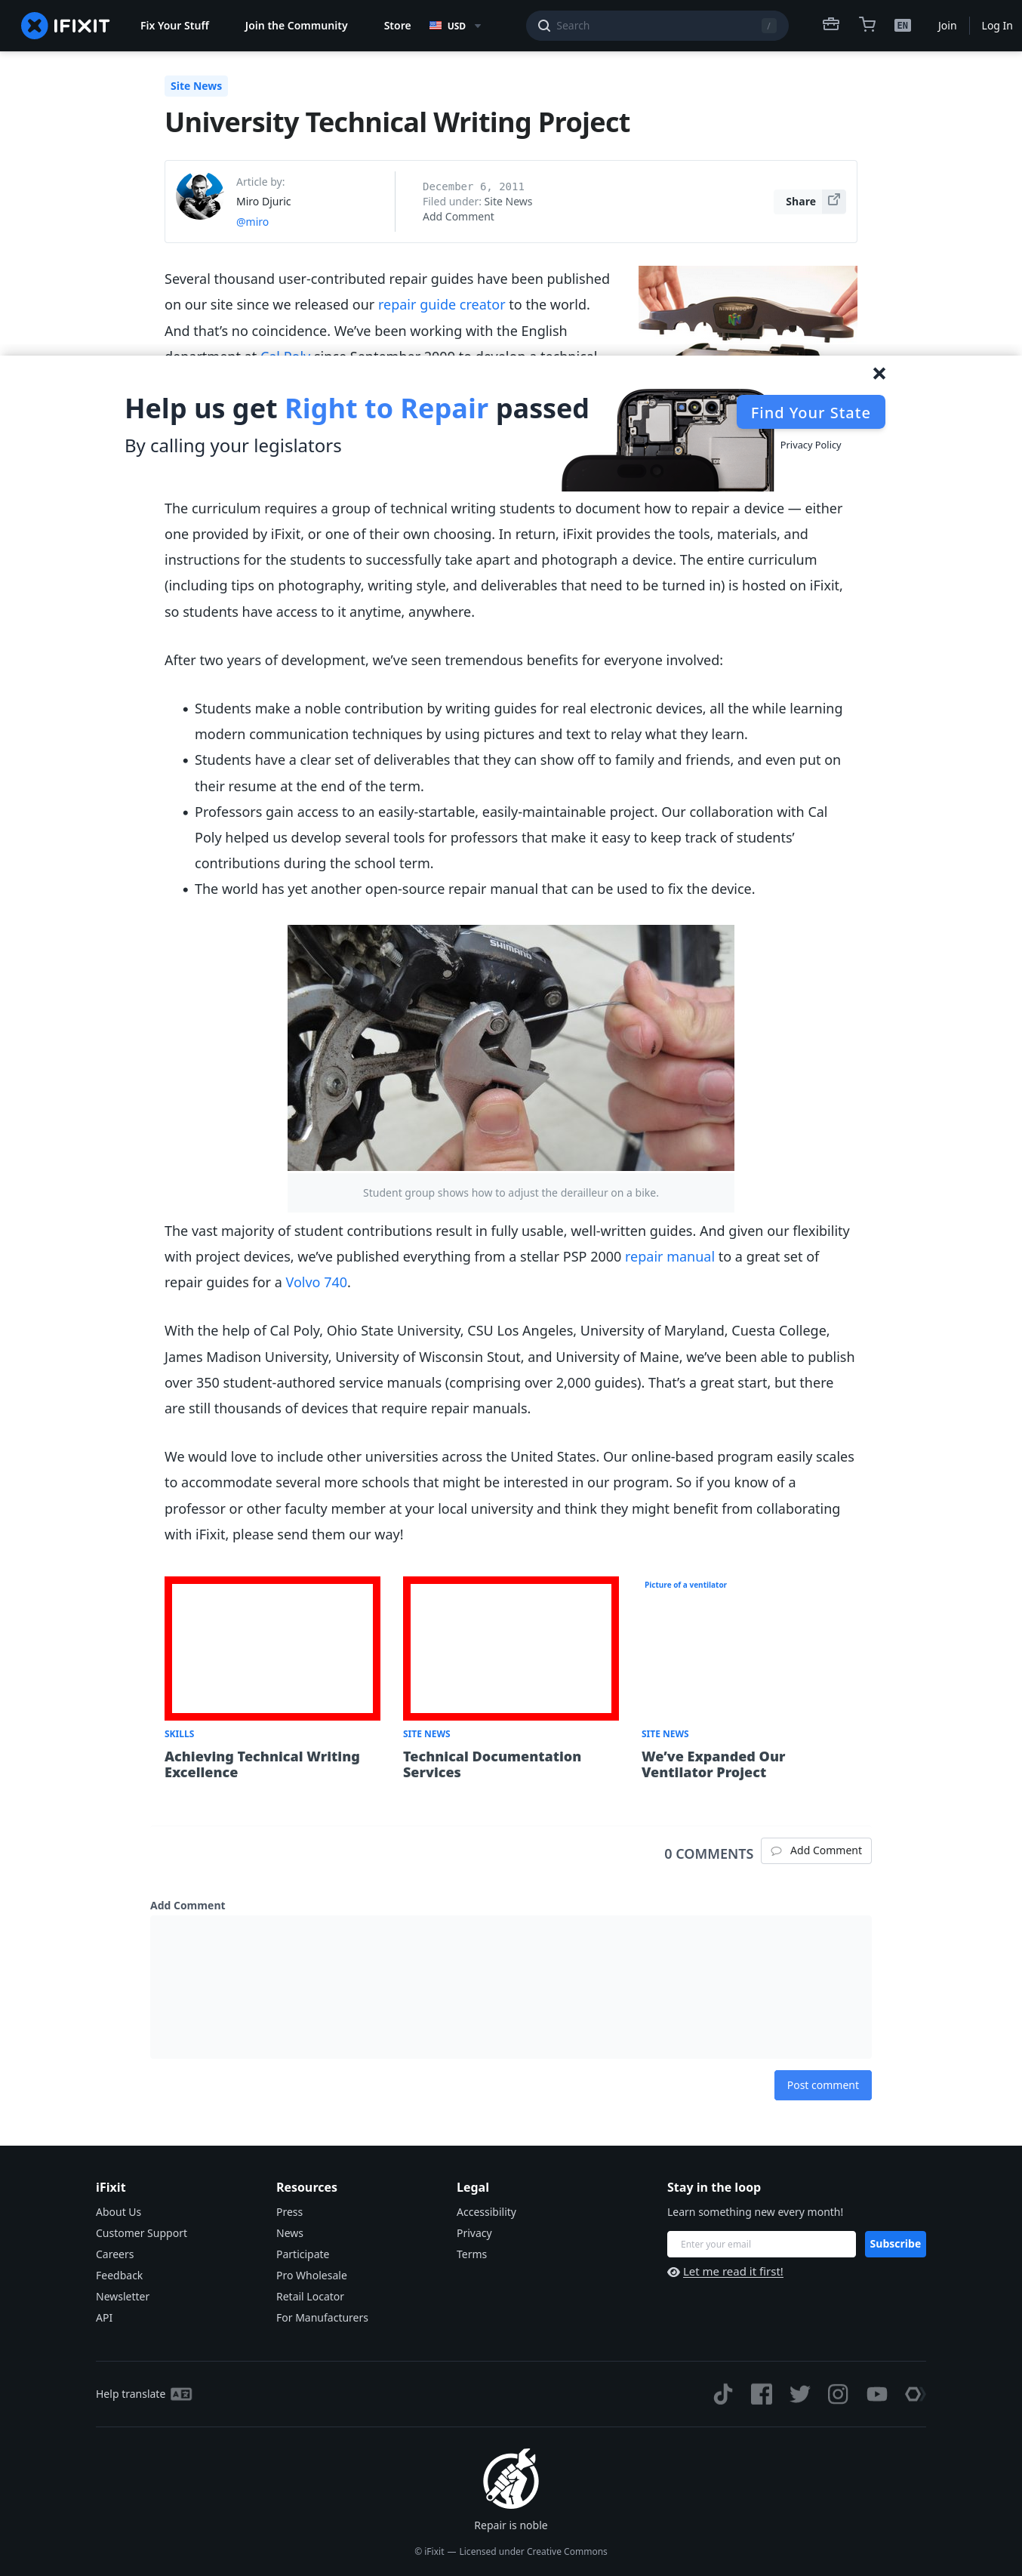 IFIXIT
Fix Your Stuff
Join the Community
Store
USD
Search
/
EN
Join
Log In
Site News
University Technical Writing Project
Article by:
Miro Djuric
@miro
December 6, 2011
Filed under: Site News
Add Comment
Share
Several thousand user-contributed repair guides have been published
on our site since we released our repair guide creator to the world.
And that’s no coincidence. We’ve been working with the English
department at Cal Poly since September 2009 to develop a technical
Help us get Right to Repair passed
By calling your legislators
Find Your State
Privacy Policy
The curriculum requires a group of technical writing students to document how to repair a device — either
one provided by iFixit, or one of their own choosing. In return, iFixit provides the tools, materials, and
instructions for the students to successfully take apart and photograph a device. The entire curriculum
(including tips on photography, writing style, and deliverables that need to be turned in) is hosted on iFixit,
so students have access to it anytime, anywhere.
After two years of development, we’ve seen tremendous benefits for everyone involved:
• Students make a noble contribution by writing guides for real electronic devices, all the while learning
modern communication techniques by using pictures and text to relay what they learn.
• Students have a clear set of deliverables that they can show off to family and friends, and even put on
their resume at the end of the term.
• Professors gain access to an easily-startable, easily-maintainable project. Our collaboration with Cal
Poly helped us develop several tools for professors that make it easy to keep track of students’
contributions during the school term.
• The world has yet another open-source repair manual that can be used to fix the device.
SHIMANO
Student group shows how to adjust the derailleur on a bike.
The vast majority of student contributions result in fully usable, well-written guides. And given our flexibility
with project devices, we’ve published everything from a stellar PSP 2000 repair manual to a great set of
repair guides for a Volvo 740.
With the help of Cal Poly, Ohio State University, CSU Los Angeles, University of Maryland, Cuesta College,
James Madison University, University of Wisconsin Stout, and University of Maine, we’ve been able to publish
over 350 student-authored service manuals (comprising over 2,000 guides). That’s a great start, but there
are still thousands of devices that require repair manuals.
We would love to include other universities across the United States. Our online-based program easily scales
to accommodate several more schools that might be interested in our program. So if you know of a
professor or other faculty member at your local university and think they might benefit from collaborating
with iFixit, please send them our way!
Picture of a ventilator
SKILLS
Achieving Technical Writing
Excellence
SITE NEWS
Technical Documentation
Services
SITE NEWS
We’ve Expanded Our
Ventilator Project
0 COMMENTS
Add Comment
Add Comment
Post comment
iFixit
About Us
Customer Support
Careers
Feedback
Newsletter
API
Resources
Press
News
Participate
Pro Wholesale
Retail Locator
For Manufacturers
Legal
Accessibility
Privacy
Terms
Stay in the loop
Learn something new every month!
Enter your email
Subscribe
Let me read it first!
Help translate
Repair is noble
© iFixit — Licensed under Creative Commons